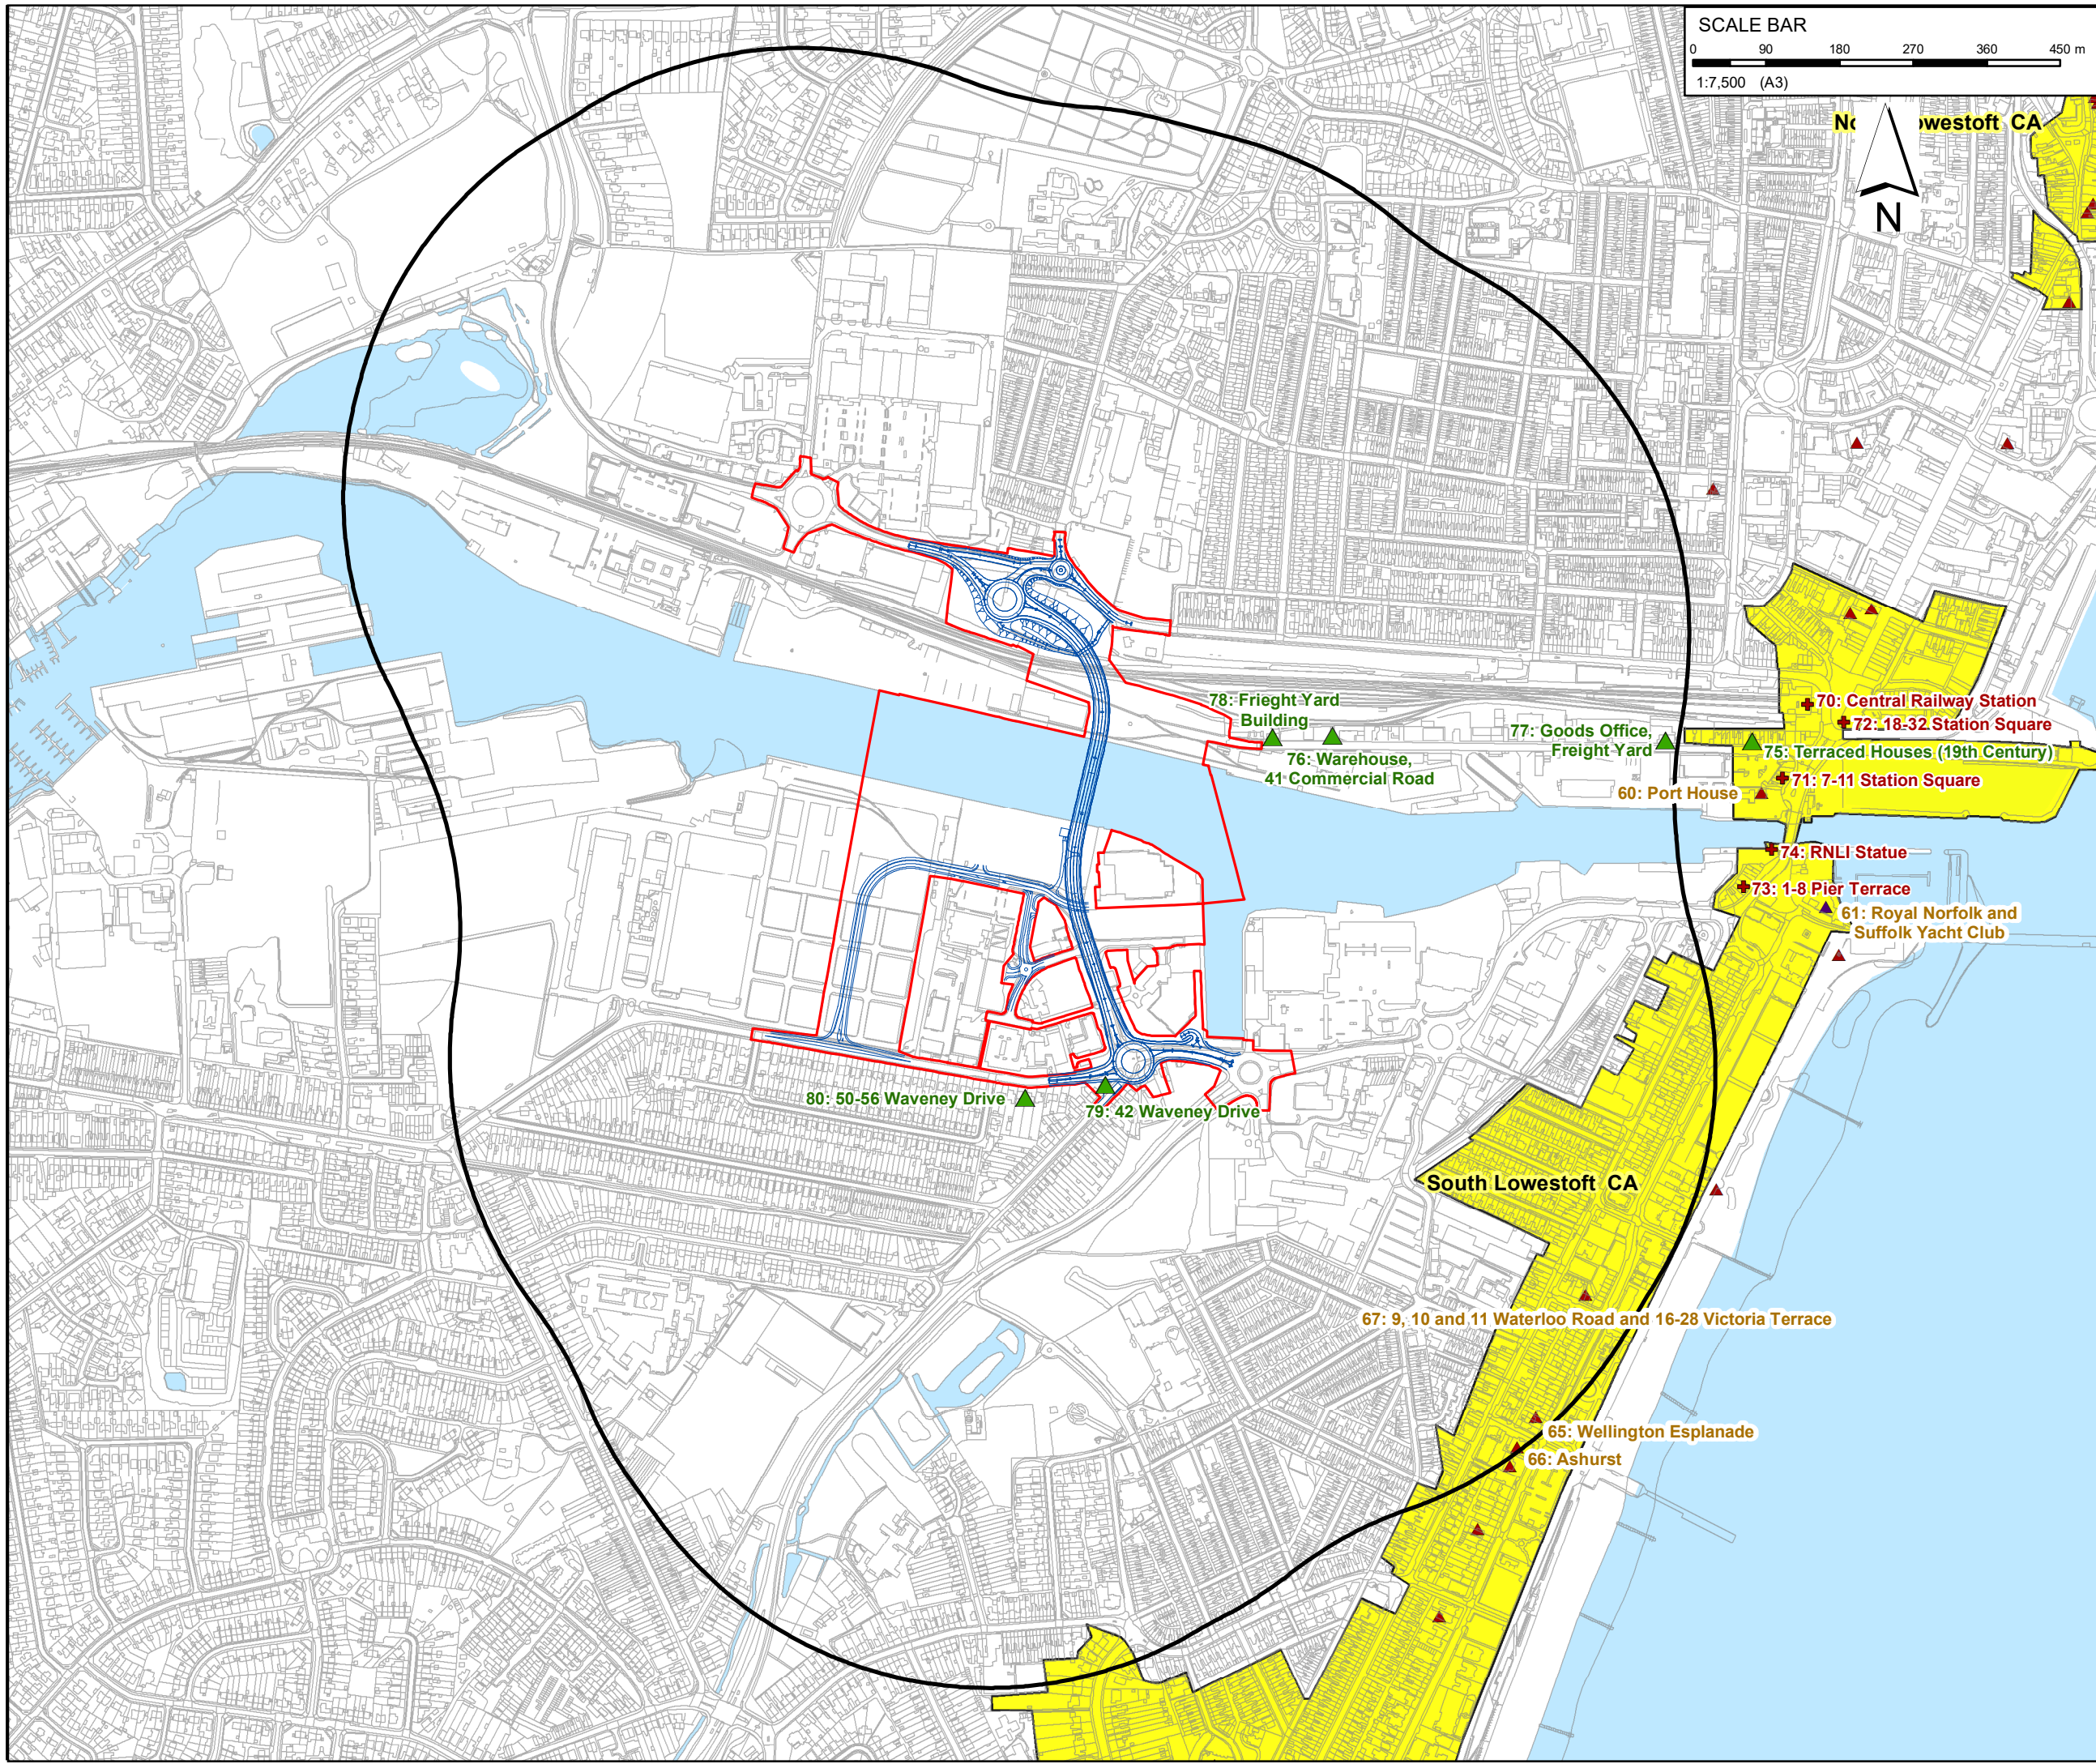 SCALE BAR
0 90 180 270 360 450 m
1:7,500 (A3)
owestoft CA
N
78: Frieght Yard
Building
76: Warehouse,
41 Commercial Road
77: Goods Office,
Freight Yard
70: Central Railway Station
72: 18-32 Station Square
75: Terraced Houses (19th Century)
71: 7-11 Station Square
60: Port House
74: RNLI Statue
73: 1-8 Pier Terrace
61: Royal Norfolk and
Suffolk Yacht Club
80: 50-56 Waveney Drive
79: 42 Waveney Drive
South Lowestoft CA
67: 9, 10 and 11 Waterloo Road and 16-28 Victoria Terrace
65: Wellington Esplanade
66: Ashurst